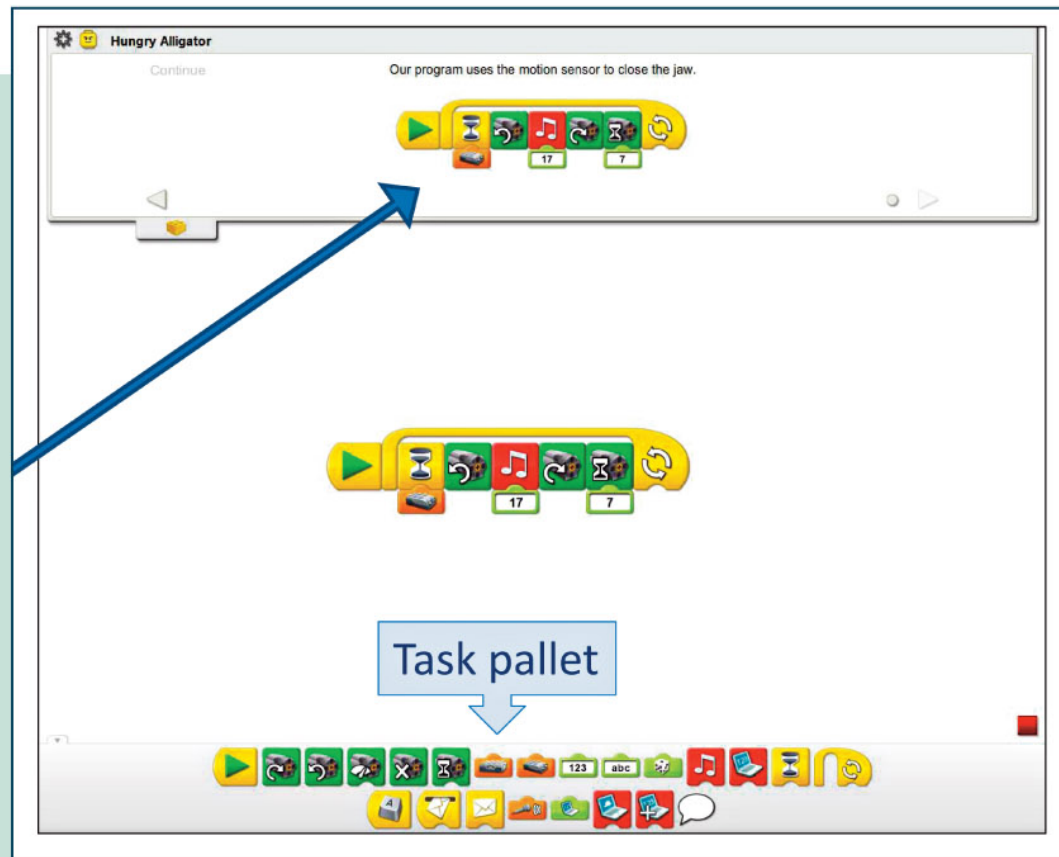 Hungry Alligator
Continue
Our program uses the motion sensor to close the jaw.
17
7
17
7
Task pallet
123
abc
A